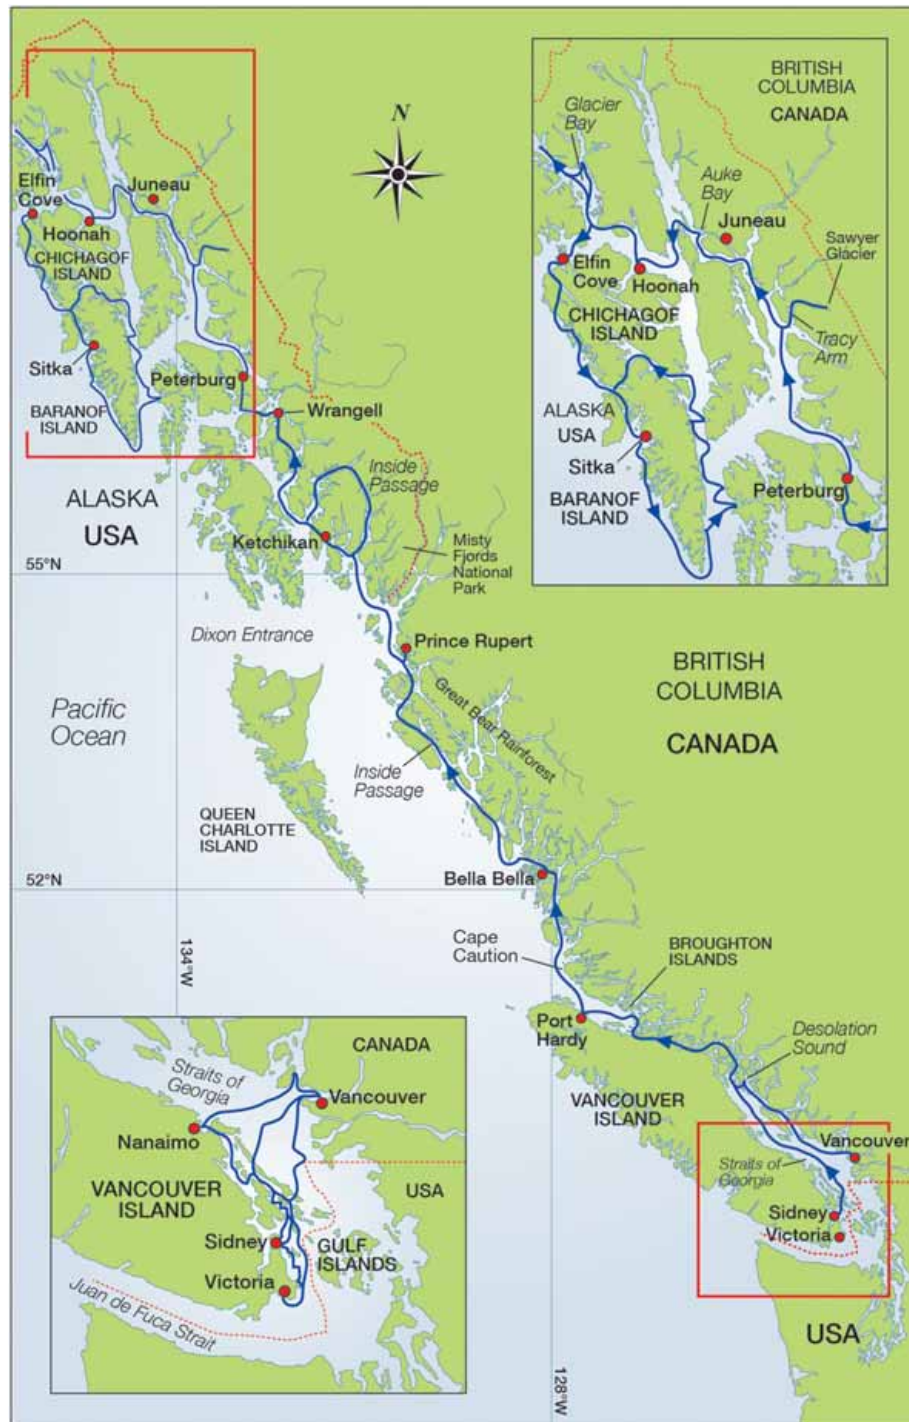 N
Elfin
Cove
Juneau
Hoonah
CHICHAGOF
ISLAND
Sitka
Peterburg
BARANOF
ISLAND
Wrangell
ALASKA
USA
Inside
Passage
Ketchikan
Misty
Fjords
National
Park
55°N
Dixon Entrance
Prince Rupert
Pacific
Ocean
Great Bear Rainforest
BRITISH
COLUMBIA
CANADA
Inside
Passage
QUEEN
CHARLOTTE
ISLAND
52°N
Bella Bella
134°W
Cape
Caution
BROUGHTON
ISLANDS
Port
Hardy
Desolation
Sound
VANCOUVER
ISLAND
Vancouver
Straits of
Georgia
Sidney
Victoria
USA
128°W
BRITISH
COLUMBIA
CANADA
Glacier
Bay
Auke
Bay
Juneau
Sawyer
Glacier
Elfin
Cove
Hoonah
CHICHAGOF
ISLAND
Tracy
Arm
ALASKA
USA
Sitka
BARANOF
ISLAND
Peterburg
CANADA
Straits of
Georgia
Vancouver
Nanaimo
VANCOUVER
ISLAND
USA
Sidney
GULF
ISLANDS
Victoria
Juan de Fuca Strait